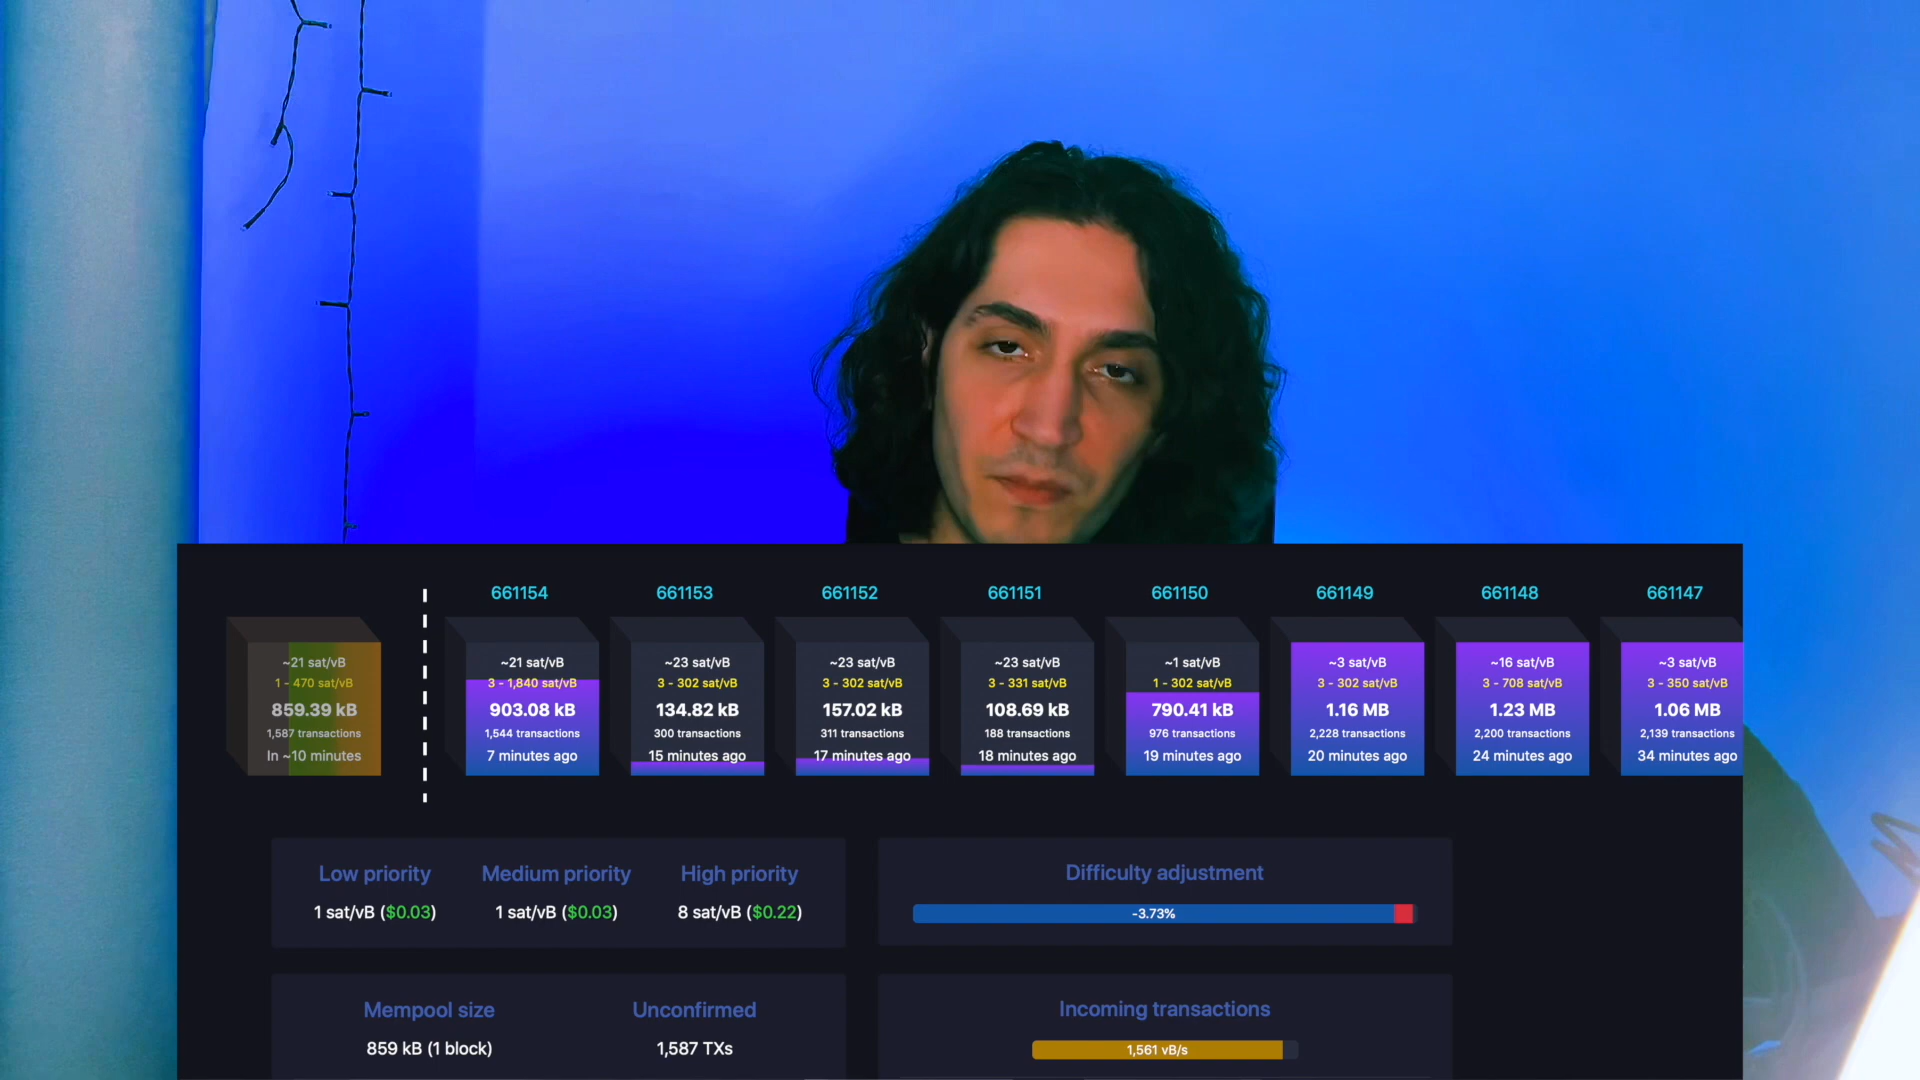 661154 661153 661152 661151 661150 661149 661148 661147
~21 sat/vB ~21 sat/vB ~23 sat/vB ~23 sat/vB ~23 sat/vB ~1 sat/vB ~3 sat/vB ~16 sat/vB ~3 sat/vB
1 - 470 sat/vB 3 - 1,840 sat/vB 3 - 302 sat/vB 3 - 302 sat/vB 3 - 331 sat/vB 1 - 302 sat/vB 3 - 302 sat/vB 3 - 708 sat/vB 3 - 350 sat/vB
859.39 kB 903.08 kB 134.82 kB 157.02 kB 108.69 kB 790.41 kB 1.16 MB 1.23 MB 1.06 MB
1,587 transactions 1,544 transactions 300 transactions 311 transactions 188 transactions 976 transactions 2,228 transactions 2,200 transactions 2,139 transactions
In ~10 minutes 7 minutes ago 15 minutes ago 17 minutes ago 18 minutes ago 19 minutes ago 20 minutes ago 24 minutes ago 34 minutes ago
Low priority Medium priority High priority Difficulty adjustment
1 sat/vB ($0.03) 1 sat/vB ($0.03) 8 sat/vB ($0.22) -3.73%
Mempool size Unconfirmed Incoming transactions
859 kB (1 block) 1,587 TXs 1,561 vB/s